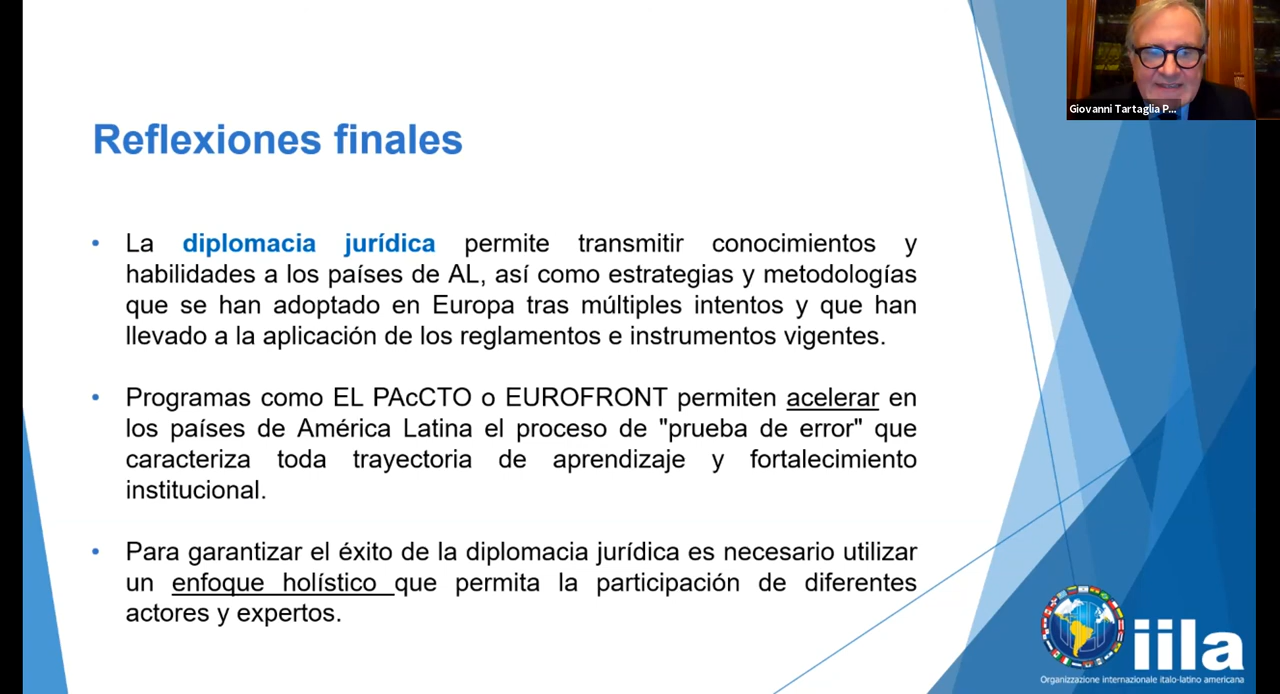 Giovanni Tartaglia P...
Reflexiones finales
• La diplomacia jurídica permite transmitir conocimientos y
habilidades a los países de AL, así como estrategias y metodologías
que se han adoptado en Europa tras múltiples intentos y que han
llevado a la aplicación de los reglamentos e instrumentos vigentes.
• Programas como EL PAcCTO o EUROFRONT permiten acelerar en
los países de América Latina el proceso de "prueba de error" que
caracteriza toda trayectoria de aprendizaje y fortalecimiento
institucional.
• Para garantizar el éxito de la diplomacia jurídica es necesario utilizar
un enfoque holístico que permita la participación de diferentes
actores y expertos.
iila
Organizzazione internazionale italo-latino americana